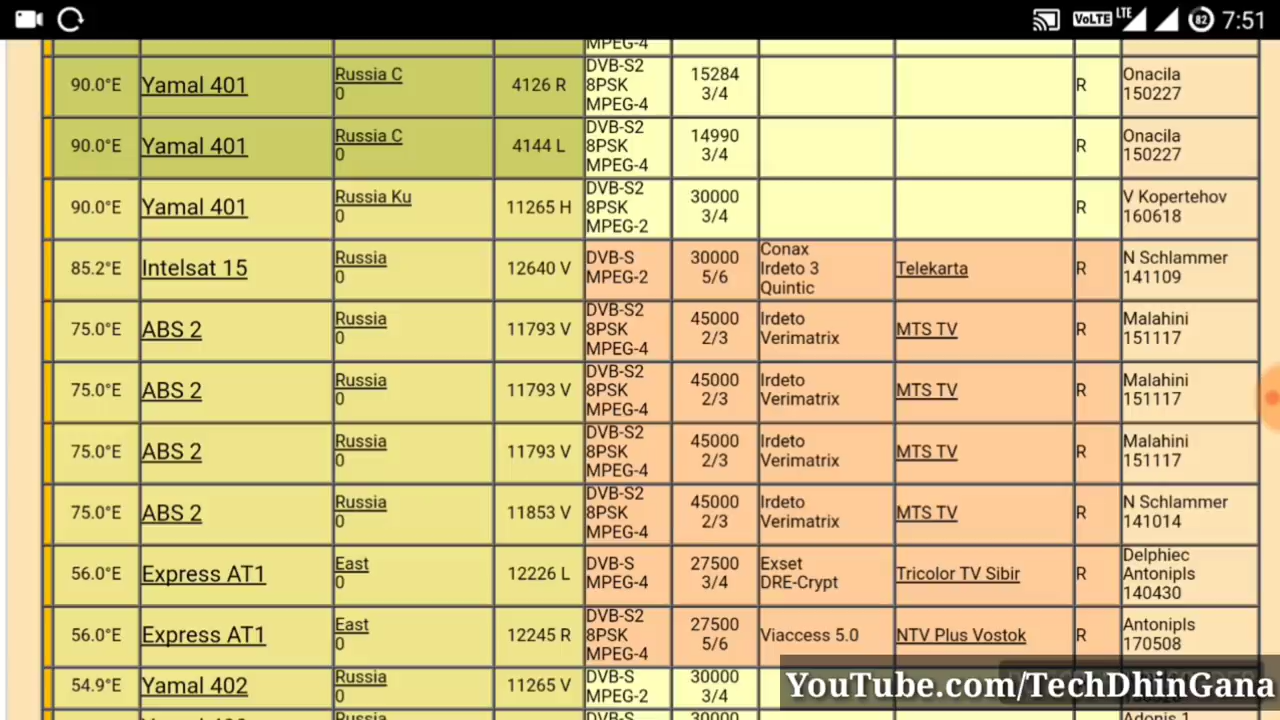 82 7:51
VoLTE LTE
MPEG-4
90.0°E Yamal 401 Russia C 0 4126 R DVB-S2 8PSK MPEG-4 15284 3/4 R Onacila 150227
90.0°E Yamal 401 Russia C 0 4144 L DVB-S2 8PSK MPEG-4 14990 3/4 R Onacila 150227
90.0°E Yamal 401 Russia Ku 0 11265 H DVB-S2 8PSK MPEG-2 30000 3/4 R V Kopertehov 160618
85.2°E Intelsat 15 Russia 0 12640 V DVB-S MPEG-2 30000 5/6 Conax Irdeto 3 Quintic Telekarta R N Schlammer 141109
75.0°E ABS 2 Russia 0 11793 V DVB-S2 8PSK MPEG-4 45000 2/3 Irdeto Verimatrix MTS TV R Malahini 151117
75.0°E ABS 2 Russia 0 11793 V DVB-S2 8PSK MPEG-4 45000 2/3 Irdeto Verimatrix MTS TV R Malahini 151117
75.0°E ABS 2 Russia 0 11793 V DVB-S2 8PSK MPEG-4 45000 2/3 Irdeto Verimatrix MTS TV R Malahini 151117
75.0°E ABS 2 Russia 0 11853 V DVB-S2 8PSK MPEG-4 45000 2/3 Irdeto Verimatrix MTS TV R N Schlammer 141014
56.0°E Express AT1 East 0 12226 L DVB-S MPEG-4 27500 3/4 Exset DRE-Crypt Tricolor TV Sibir R Delphiec Antonipls 140430
56.0°E Express AT1 East 0 12245 R DVB-S2 8PSK MPEG-4 27500 5/6 Viaccess 5.0 NTV Plus Vostok R Antonipls 170508
54.9°E Yamal 402 Russia 0 11265 V DVB-S MPEG-2 30000 3/4
YouTube.com/TechDhinGana
Russia DVB-S2 30000 Adonis 1